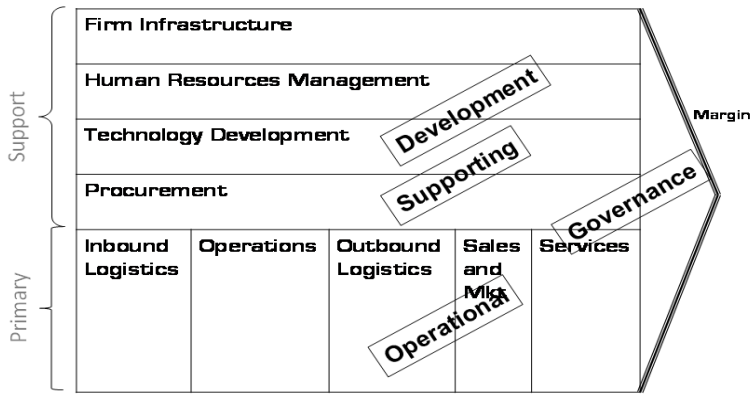 Support
Firm Infrastructure
Human Resources Management
Technology Development
Procurement
Development
Supporting
Governance
Margin
Primary
Inbound
Logistics
Operations
Outbound
Logistics
Sales
and
Mkt
Services
Operational